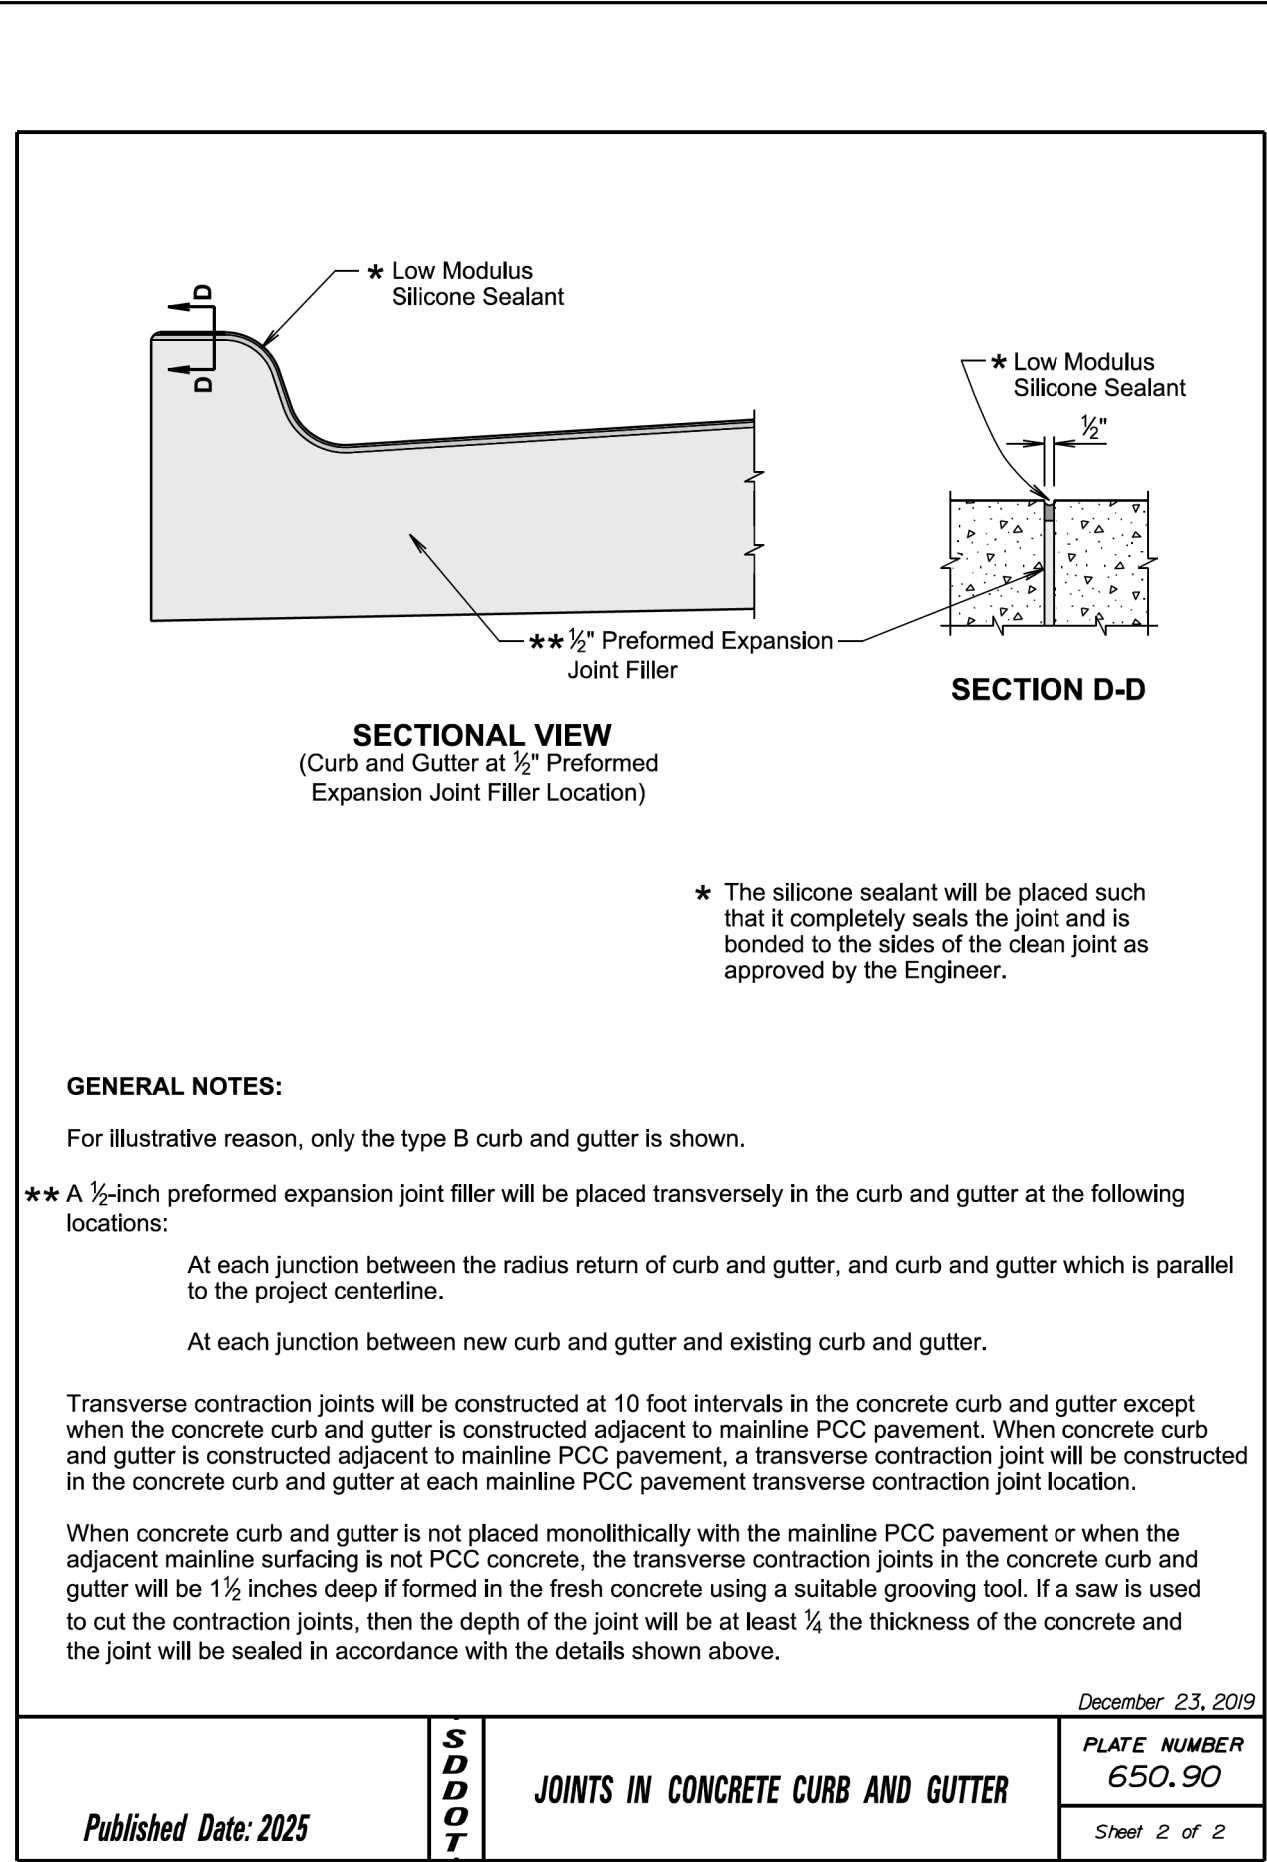 D
D
* Low Modulus
Silicone Sealant
* Low Modulus
Silicone Sealant
½"
** ½" Preformed Expansion
Joint Filler
SECTION D-D
SECTIONAL VIEW
(Curb and Gutter at ½" Preformed
Expansion Joint Filler Location)
* The silicone sealant will be placed such
that it completely seals the joint and is
bonded to the sides of the clean joint as
approved by the Engineer.
GENERAL NOTES:
For illustrative reason, only the type B curb and gutter is shown.
** A ½-inch preformed expansion joint filler will be placed transversely in the curb and gutter at the following
locations:
At each junction between the radius return of curb and gutter, and curb and gutter which is parallel
to the project centerline.
At each junction between new curb and gutter and existing curb and gutter.
Transverse contraction joints will be constructed at 10 foot intervals in the concrete curb and gutter except
when the concrete curb and gutter is constructed adjacent to mainline PCC pavement. When concrete curb
and gutter is constructed adjacent to mainline PCC pavement, a transverse contraction joint will be constructed
in the concrete curb and gutter at each mainline PCC pavement transverse contraction joint location.
When concrete curb and gutter is not placed monolithically with the mainline PCC pavement or when the
adjacent mainline surfacing is not PCC concrete, the transverse contraction joints in the concrete curb and
gutter will be 1½ inches deep if formed in the fresh concrete using a suitable grooving tool. If a saw is used
to cut the contraction joints, then the depth of the joint will be at least ¼ the thickness of the concrete and
the joint will be sealed in accordance with the details shown above.
December 23, 2019
Published Date: 2025
SDDOT
JOINTS IN CONCRETE CURB AND GUTTER
PLATE NUMBER
650.90
Sheet 2 of 2